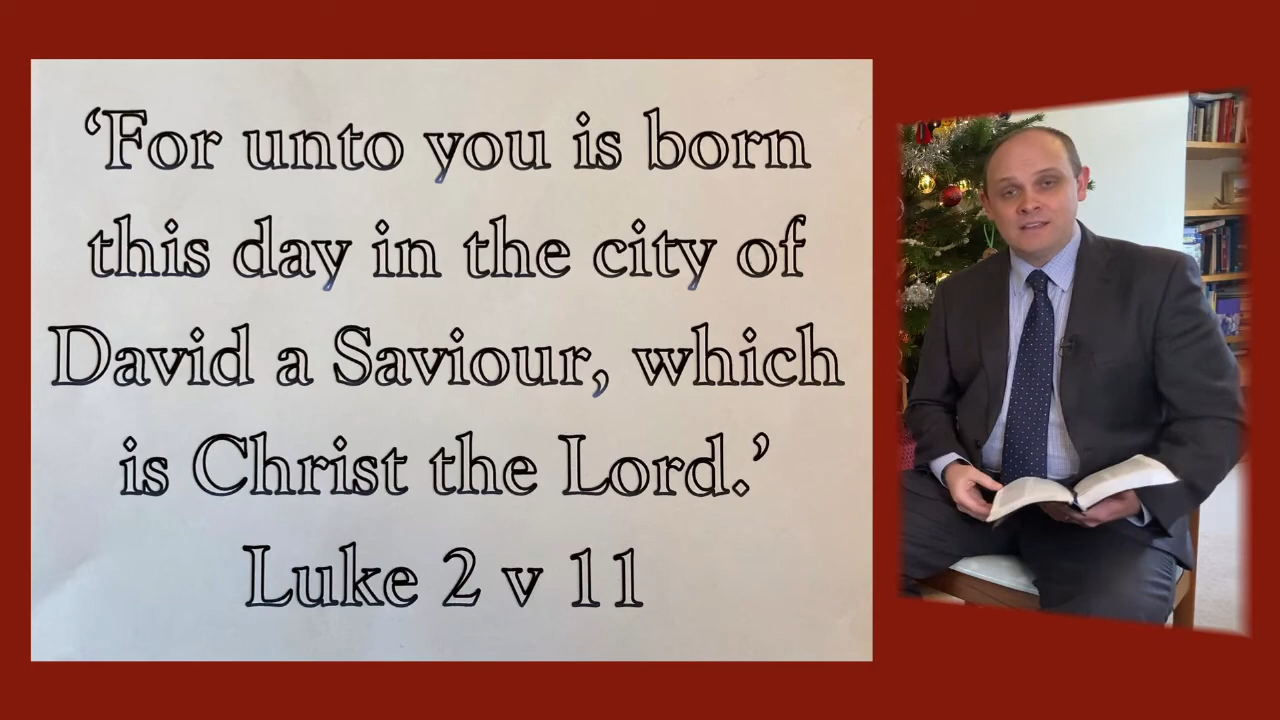 ‘For unto you is born
this day in the city of
David a Saviour, which
is Christ the Lord.’
Luke 2 v 11